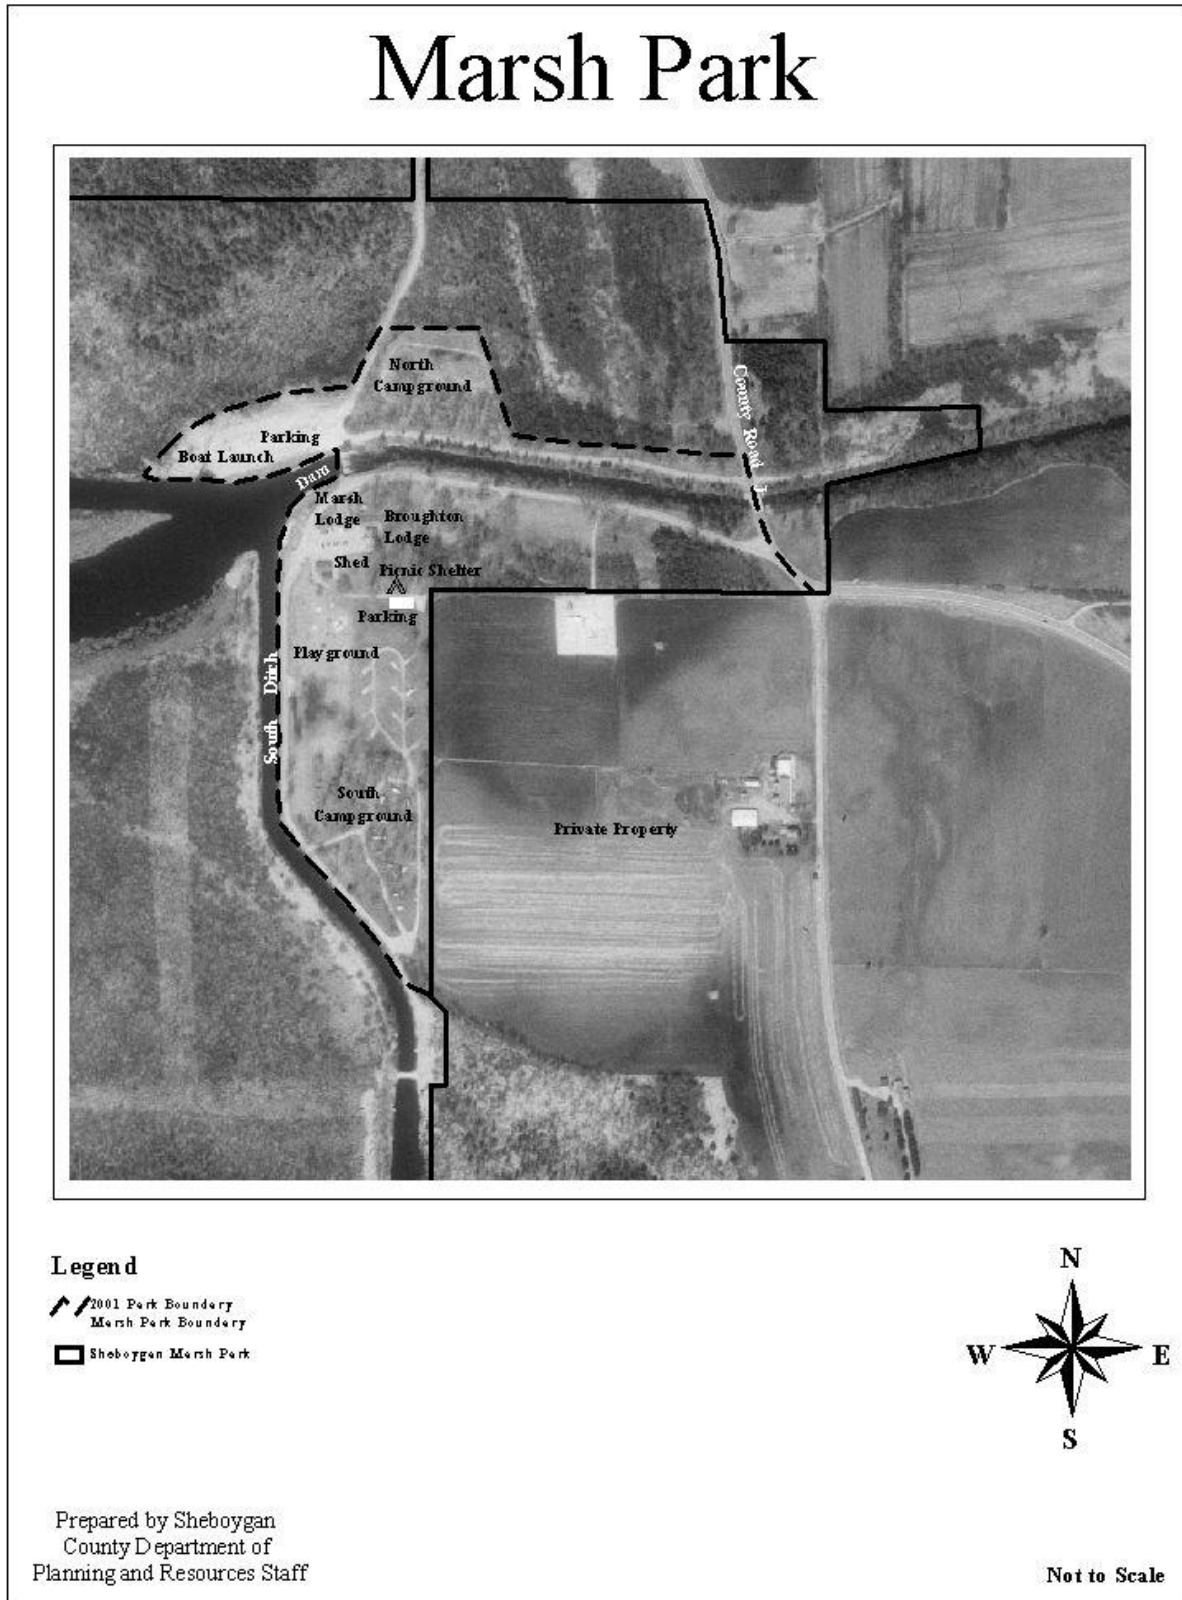 Marsh Park
North
Campground
County Road J
Parking
Boat Launch
Dam
Marsh
Lodge
Broughton
Lodge
Shed
Picnic Shelter
Parking
Playground
South Ditch
South
Campground
Private Property
Legend
2001 Park Boundary
Marsh Park Boundary
Sheboygan Marsh Park
N
W
E
S
Prepared by Sheboygan
County Department of
Planning and Resources Staff
Not to Scale